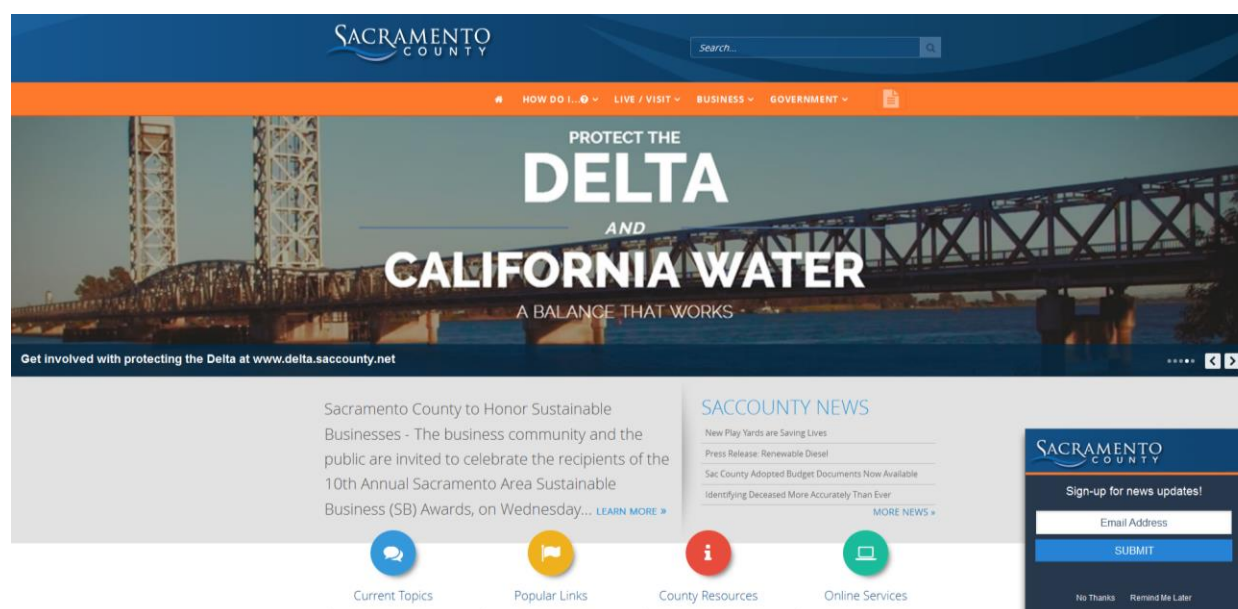 SACRAMENTO
COUNTY
Search...
HOW DO I...? LIVE / VISIT BUSINESS GOVERNMENT
PROTECT THE
DELTA
AND
CALIFORNIA WATER
A BALANCE THAT WORKS
Get involved with protecting the Delta at www.delta.saccounty.net
Sacramento County to Honor Sustainable
Businesses - The business community and the
public are invited to celebrate the recipients of the
10th Annual Sacramento Area Sustainable
Business (SB) Awards, on Wednesday... LEARN MORE »
SACCOUNTY NEWS
New Play Yards are Saving Lives
Press Release: Renewable Diesel
Sac County Adopted Budget Documents Now Available
Identifying Deceased More Accurately Than Ever
MORE NEWS »
SACRAMENTO
COUNTY
Sign-up for news updates!
Email Address
SUBMIT
No Thanks Remind Me Later
Current Topics
Popular Links
County Resources
Online Services